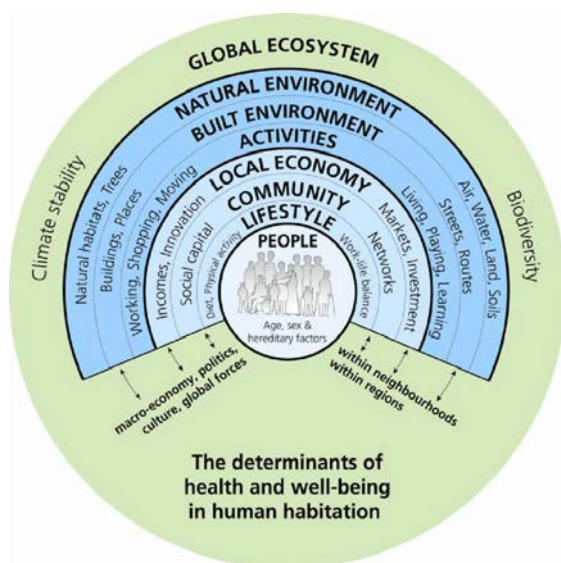 GLOBAL ECOSYSTEM
NATURAL ENVIRONMENT
BUILT ENVIRONMENT
ACTIVITIES
LOCAL ECONOMY
COMMUNITY
LIFESTYLE
PEOPLE
Age, sex &
hereditary factors
Climate stability
Natural habitats, Trees
Buildings, Places
Working, Shopping, Moving
Incomes, Innovation
Social capital
Diet, Physical activity
Work-life balance
Networks
Markets, Investment
Living, Playing, Learning
Streets, Routes
Air, Water, Land, Soils
Biodiversity
macro-economy, politics,
culture, global forces
within neighbourhoods
within regions
The determinants of
health and well-being
in human habitation